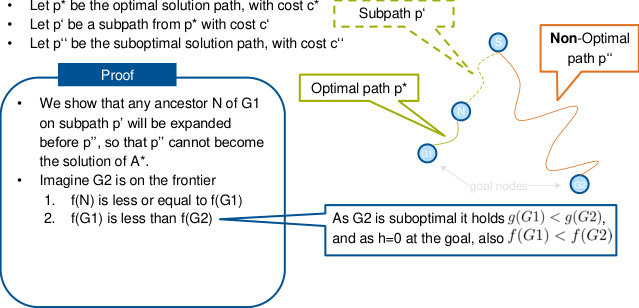 • Let p* be the optimal solution path, with cost c*
• Let p‘ be a subpath from p* with cost c‘
• Let p‘‘ be the suboptimal solution path, with cost c‘‘
Subpath p‘
S
Non-Optimal
path p‘‘
Proof
Optimal path p*
N
G1
G2
goal nodes
• We show that any ancestor N of G1
on subpath p’ will be expanded
before p’’, so that p’’ cannot become
the solution of A*.
• Imagine G2 is on the frontier
1. f(N) is less or equal to f(G1)
2. f(G1) is less than f(G2)
As G2 is suboptimal it holds g(G1) < g(G2),
and as h=0 at the goal, also f(G1) < f(G2)